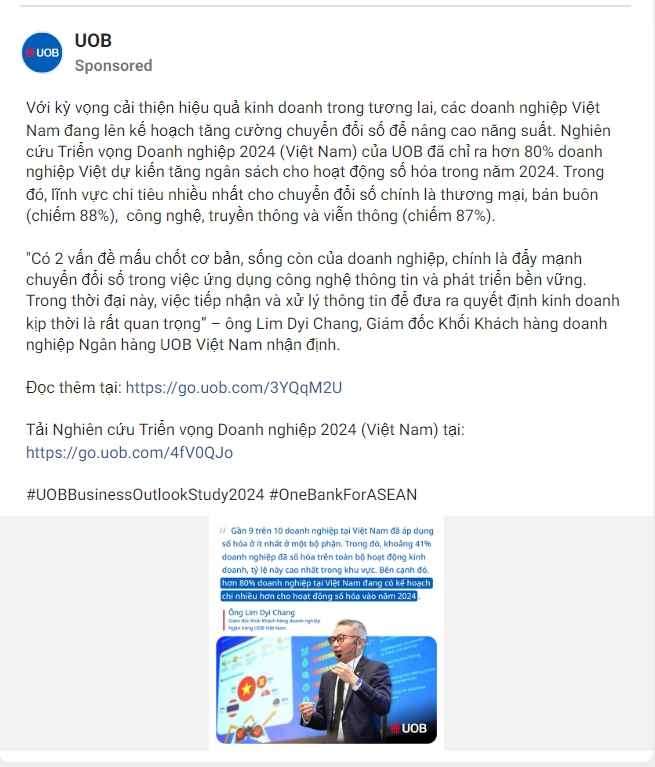 UOB
UOB
Sponsored
Với kỳ vọng cải thiện hiệu quả kinh doanh trong tương lai, các doanh nghiệp Việt
Nam đang lên kế hoạch tăng cường chuyển đổi số để nâng cao năng suất. Nghiên
cứu Triển vọng Doanh nghiệp 2024 (Việt Nam) của UOB đã chỉ ra hơn 80% doanh
nghiệp Việt dự kiến tăng ngân sách cho hoạt động số hóa trong năm 2024. Trong
đó, lĩnh vực chi tiêu nhiều nhất cho chuyển đổi số chính là thương mại, bán buôn
(chiếm 88%), công nghệ, truyền thông và viễn thông (chiếm 87%).
"Có 2 vấn đề mấu chốt cơ bản, sống còn của doanh nghiệp, chính là đẩy mạnh
chuyển đổi số trong việc ứng dụng công nghệ thông tin và phát triển bền vững.
Trong thời đại này, việc tiếp nhận và xử lý thông tin để đưa ra quyết định kinh doanh
kịp thời là rất quan trọng” – ông Lim Dyi Chang, Giám đốc Khối Khách hàng doanh
nghiệp Ngân hàng UOB Việt Nam nhận định.
Đọc thêm tại: https://go.uob.com/3YQqM2U
Tải Nghiên cứu Triển vọng Doanh nghiệp 2024 (Việt Nam) tại:
https://go.uob.com/4fV0QJo
#UOBBusinessOutlookStudy2024 #OneBankForASEAN
" Gần 9 trên 10 doanh nghiệp tại Việt Nam đã áp dụng
số hóa ở ít nhất ở một bộ phận. Trong đó, khoảng 41%
doanh nghiệp đã số hóa trên toàn bộ hoạt động kinh
doanh, tỷ lệ này cao nhất trong khu vực. Bên cạnh đó,
hơn 80% doanh nghiệp tại Việt Nam đang có kế hoạch
chi nhiều hơn cho hoạt động số hóa vào năm 2024.
Ông Lim Dyi Chang
Giám đốc Khối Khách hàng doanh nghiệp
Ngân hàng UOB Việt Nam
UOB